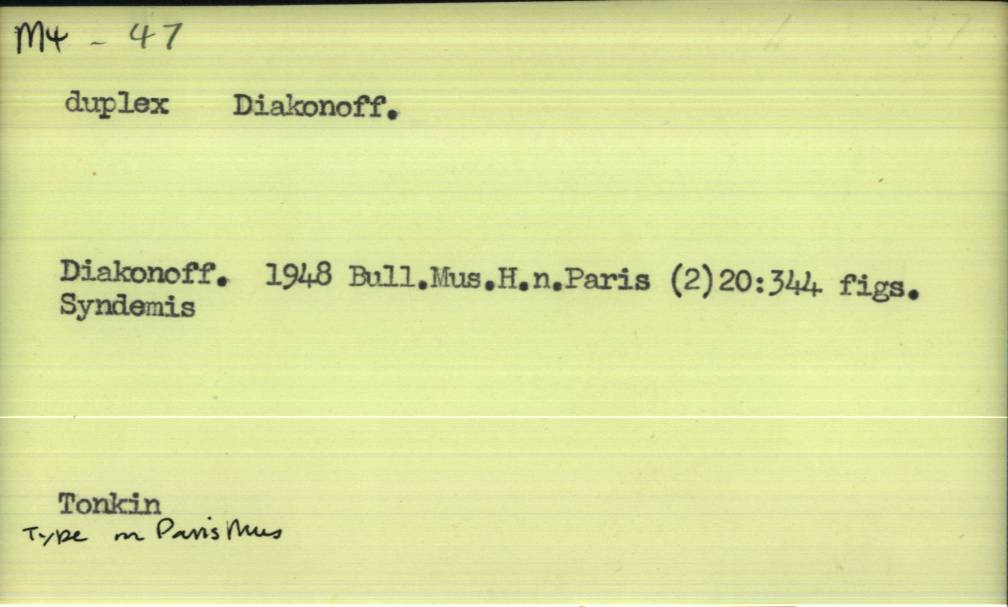 M4 - 47
duplex Diakonoff.
Diakonoff. 1948 Bull.Mus.H.n.Paris (2)20:344 figs.
Syndemis
Tonkin
Type in Paris Mus